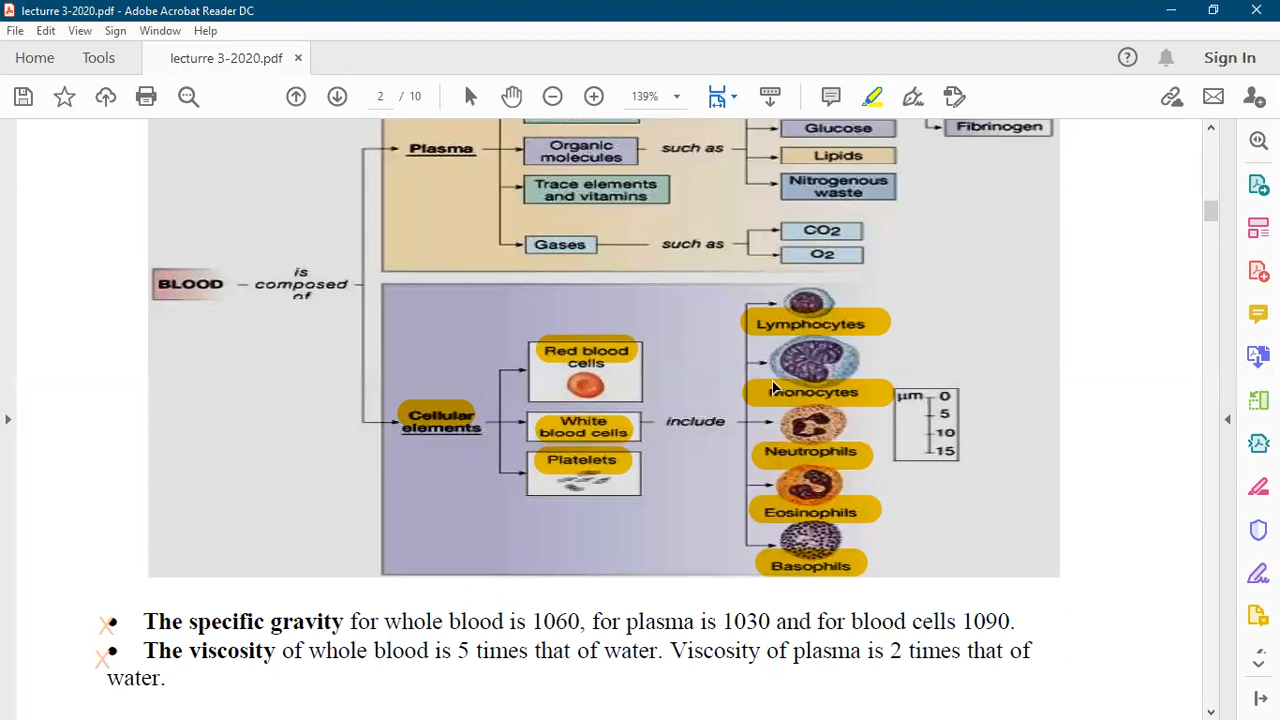 lecturre 3-2020.pdf - Adobe Acrobat Reader DC
File Edit View Sign Window Help
Home Tools lecturre 3-2020.pdf × Sign In
2 / 10 139%
Glucose
Fibrinogen
Plasma
Organic
molecules
such as
Lipids
Trace elements
and vitamins
Nitrogenous
waste
Gases
such as
CO2
O2
BLOOD
is
composed
of
Lymphocytes
Red blood
cells
Monocytes
µm 0
5
10
15
Cellular
elements
White
blood cells
include
Neutrophils
Platelets
Eosinophils
Basophils
• The specific gravity for whole blood is 1060, for plasma is 1030 and for blood cells 1090.
• The viscosity of whole blood is 5 times that of water. Viscosity of plasma is 2 times that of
water.